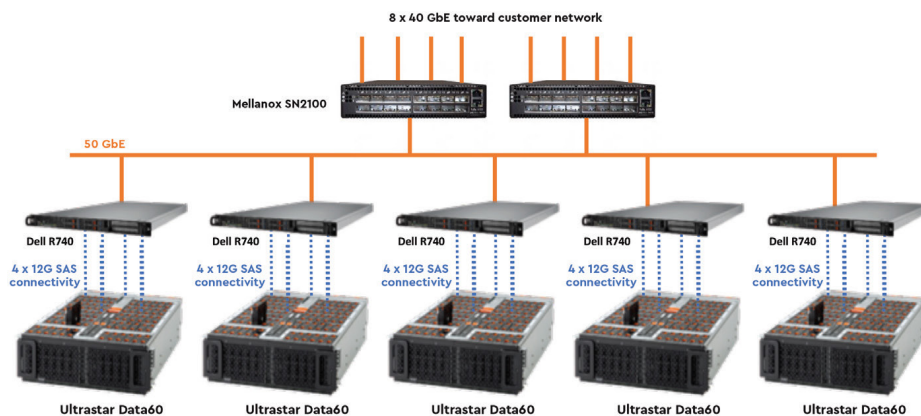 8 x 40 GbE toward customer network
Mellanox SN2100
50 GbE
Dell R740
Dell R740
Dell R740
Dell R740
Dell R740
4 x 12G SAS
connectivity
4 x 12G SAS
connectivity
4 x 12G SAS
connectivity
4 x 12G SAS
connectivity
4 x 12G SAS
connectivity
Ultrastar Data60
Ultrastar Data60
Ultrastar Data60
Ultrastar Data60
Ultrastar Data60